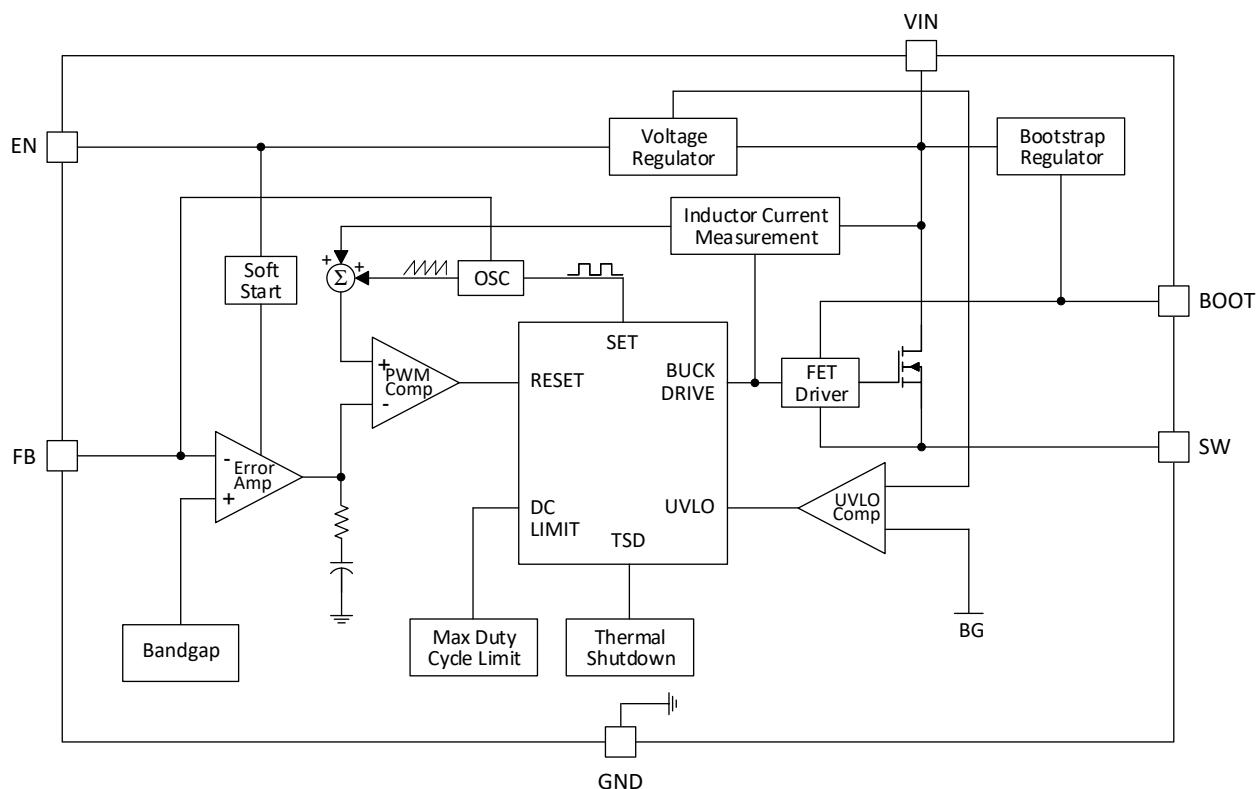 VIN
EN
Voltage
Regulator
Bootstrap
Regulator
Inductor Current
Measurement
Soft
Start
+
+
Σ
OSC
BOOT
SET
+
PWM
Comp
-
RESET
BUCK
DRIVE
FET
Driver
FB
-
Error
Amp
+
SW
DC
LIMIT
UVLO
UVLO
Comp
TSD
Bandgap
Max Duty
Cycle Limit
Thermal
Shutdown
BG
GND